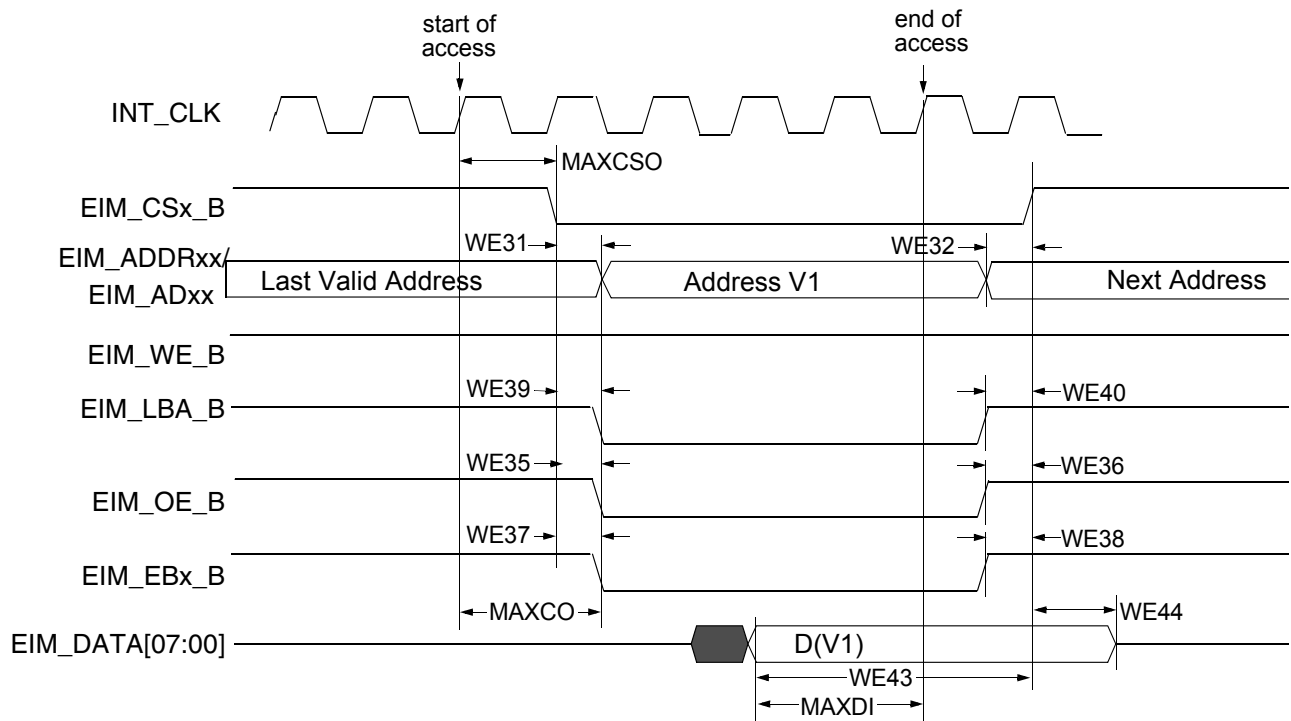 start of
access
end of
access
INT_CLK
MAXCSO
EIM_CSx_B
WE31
WE32
EIM_ADDRxx/
EIM_ADxx
Last Valid Address
Address V1
Next Address
EIM_WE_B
WE39
WE40
EIM_LBA_B
WE35
WE36
EIM_OE_B
WE37
WE38
EIM_EBx_B
MAXCO
WE44
EIM_DATA[07:00]
D(V1)
WE43
MAXDI